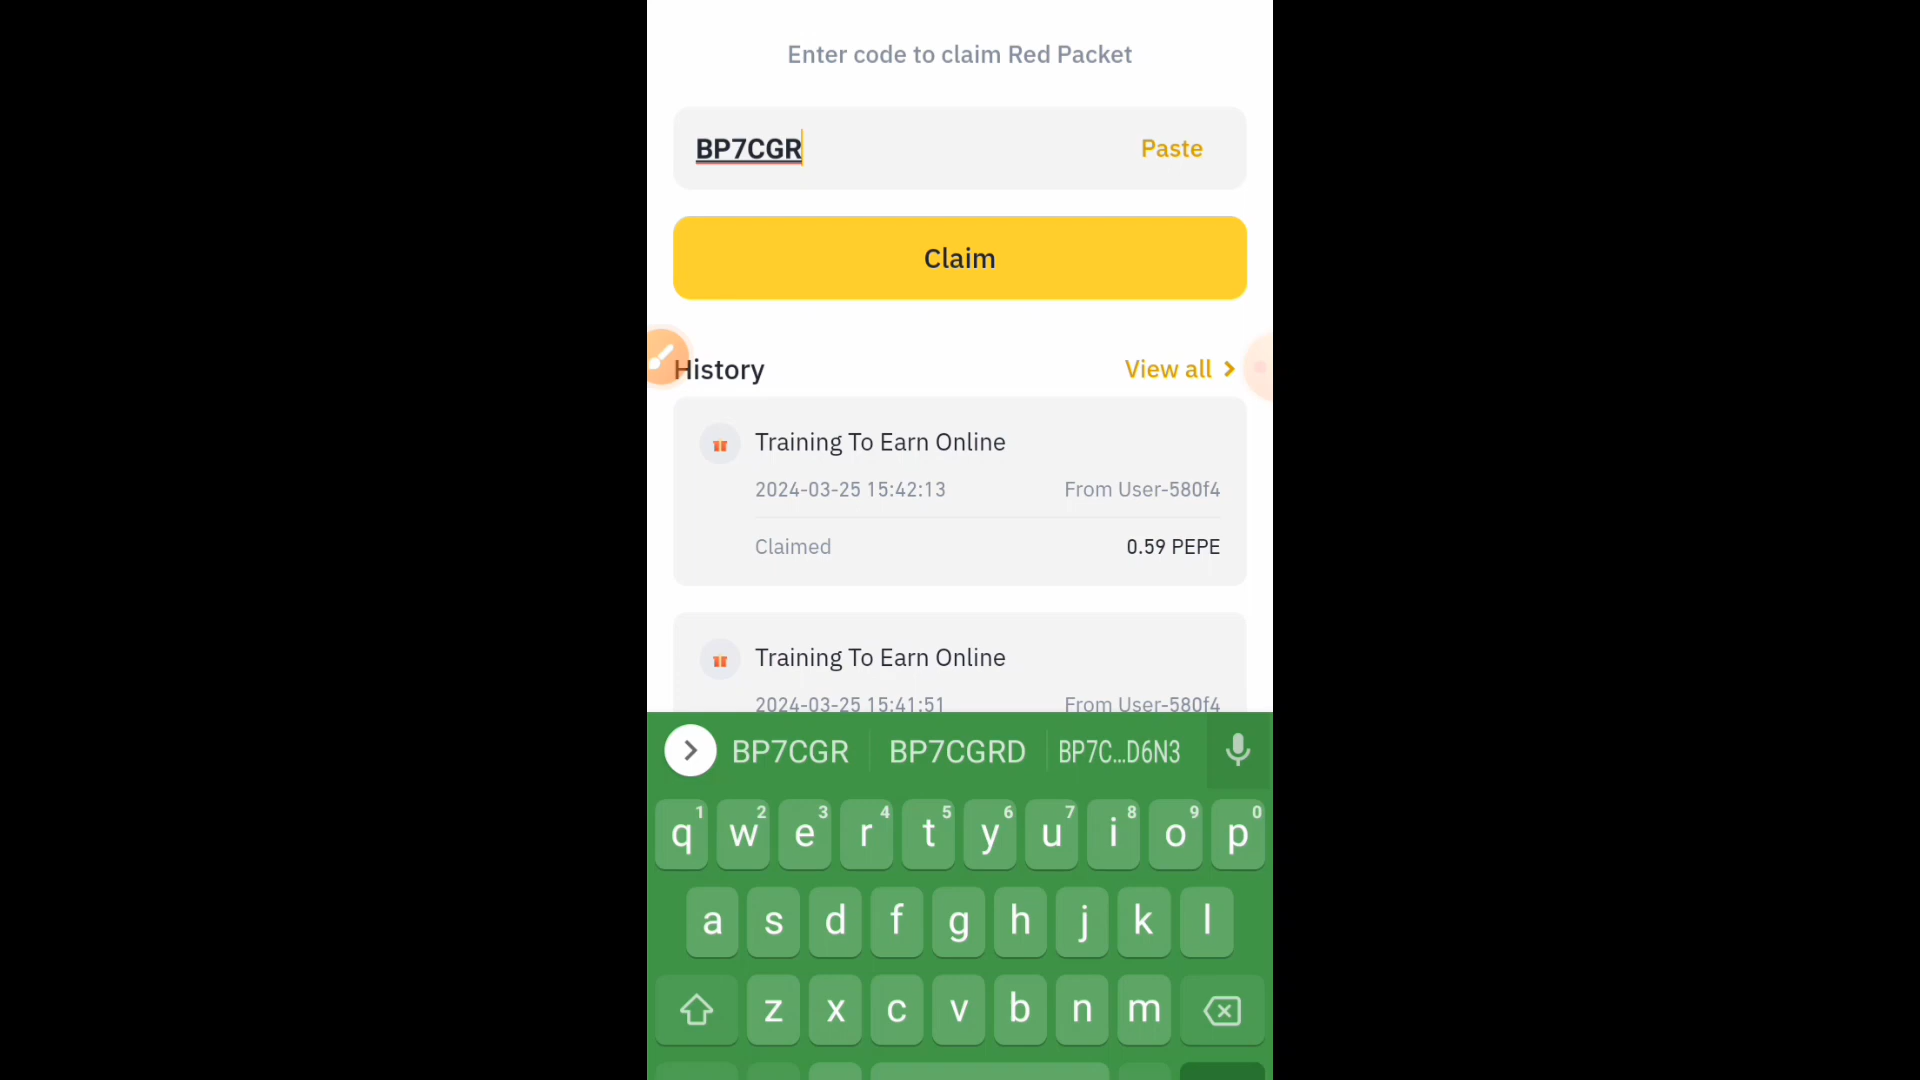 Enter code to claim Red Packet
BP7CGR Paste
Claim
History View all
Training To Earn Online
2024-03-25 15:42:13 From User-580f4
Claimed 0.59 PEPE
Training To Earn Online
2024-03-25 15:41:51 From User-580f4
BP7CGR BP7CGRD BP7C...D6N3
1 2 3 4 5 6 7 8 9 0
q w e r t y u i o p
a s d f g h j k l
z x c v b n m